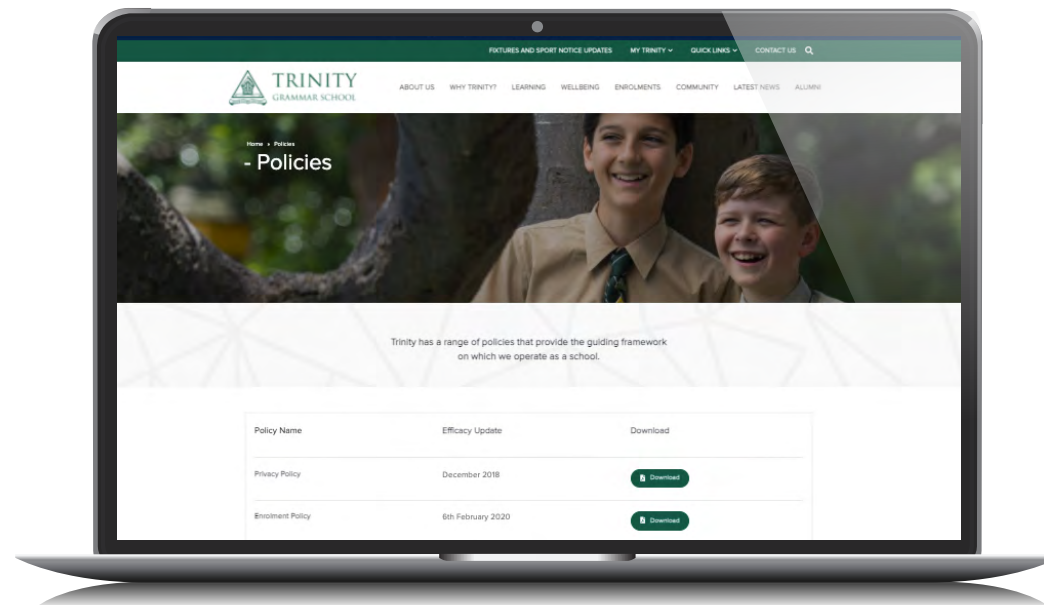 FIXTURES AND SPORT NOTICE UPDATES MY TRINITY QUICK LINKS CONTACT US
TRINITY
GRAMMAR SCHOOL
ABOUT US WHY TRINITY? LEARNING WELLBEING ENROLMENTS COMMUNITY LATEST NEWS ALUMNI
Home » Policies
- Policies
Trinity has a range of policies that provide the guiding framework
on which we operate as a school.
Policy Name Efficacy Update Download
Privacy Policy December 2018 Download
Enrolment Policy 6th February 2020 Download